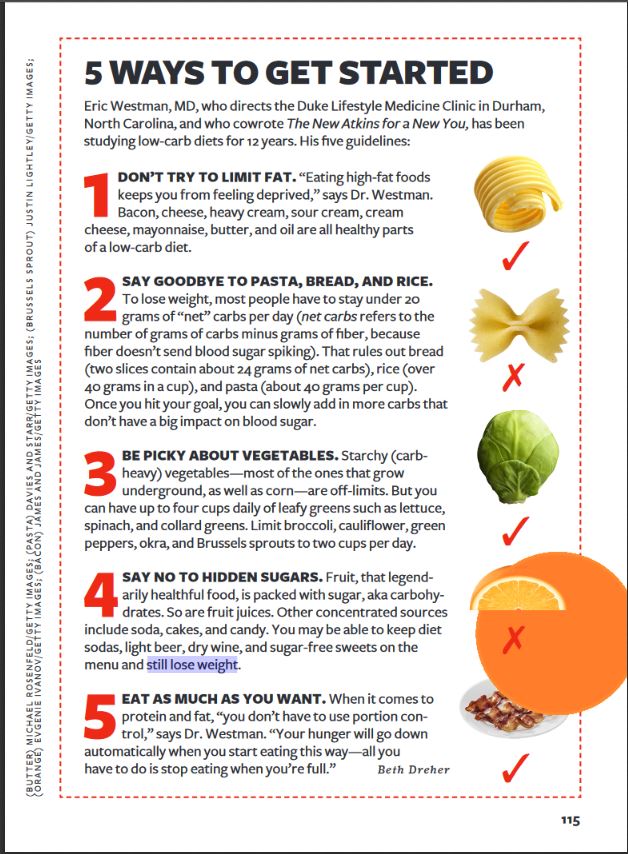 5 WAYS TO GET STARTED
Eric Westman, MD, who directs the Duke Lifestyle Medicine Clinic in Durham,
North Carolina, and who cowrote The New Atkins for a New You, has been
studying low-carb diets for 12 years. His five guidelines:
1 DON'T TRY TO LIMIT FAT. “Eating high-fat foods
keeps you from feeling deprived,” says Dr. Westman.
Bacon, cheese, heavy cream, sour cream, cream
cheese, mayonnaise, butter, and oil are all healthy parts
of a low-carb diet.
2 SAY GOODBYE TO PASTA, BREAD, AND RICE.
To lose weight, most people have to stay under 20
grams of “net” carbs per day (net carbs refers to the
number of grams of carbs minus grams of fiber, because
fiber doesn't send blood sugar spiking). That rules out bread
(two slices contain about 24 grams of net carbs), rice (over
40 grams in a cup), and pasta (about 40 grams per cup).
Once you hit your goal, you can slowly add in more carbs that
don't have a big impact on blood sugar.
3 BE PICKY ABOUT VEGETABLES. Starchy (carb-
heavy) vegetables—most of the ones that grow
underground, as well as corn—are off-limits. But you
can have up to four cups daily of leafy greens such as lettuce,
spinach, and collard greens. Limit broccoli, cauliflower, green
peppers, okra, and Brussels sprouts to two cups per day.
4 SAY NO TO HIDDEN SUGARS. Fruit, that legend-
arily healthful food, is packed with sugar, aka carbohy-
drates. So are fruit juices. Other concentrated sources
include soda, cakes, and candy. You may be able to keep diet
sodas, light beer, dry wine, and sugar-free sweets on the
menu and still lose weight.
5 EAT AS MUCH AS YOU WANT. When it comes to
protein and fat, “you don't have to use portion con-
trol,” says Dr. Westman. “Your hunger will go down
automatically when you start eating this way—all you
have to do is stop eating when you're full.” Beth Dreher
115
(BUTTER) MICHAEL ROSENFELD/GETTY IMAGES; (PASTA) DAVIES AND STARR/GETTY IMAGES; (BRUSSELS SPROUT) JUSTIN LIGHTLEY/GETTY IMAGES;
(ORANGE) EVGENIE IVANOV/GETTY IMAGES; (BACON) JAMES AND JAMES/GETTY IMAGES